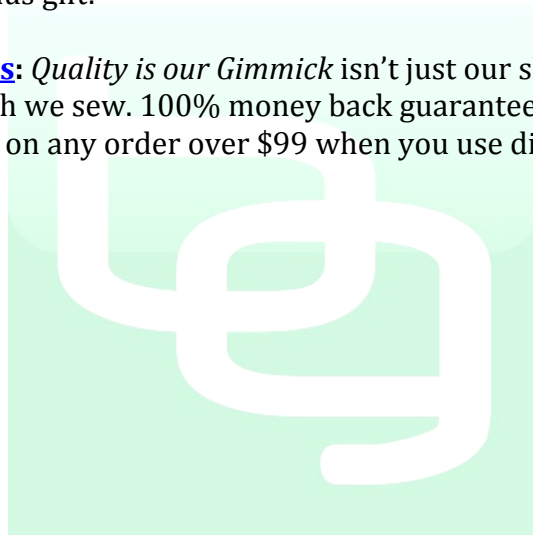 s: Quality is our Gimmick isn’t just our s
h we sew. 100% money back guarantee
on any order over $99 when you use di